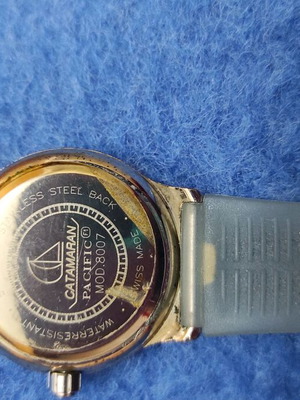 LESS STEEL BACK
CATAMARAN
PACIFIC®
MOD.8007
SWISS MADE
WATERRESISTANT